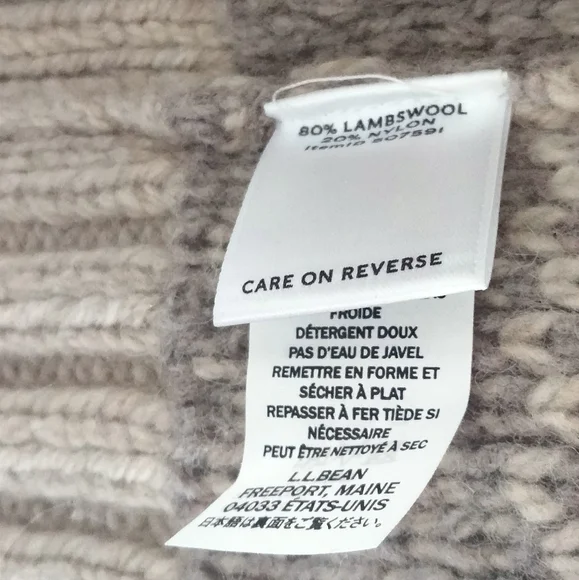 80% LAMBSWOOL
20% NYLON
ItemID 507591
CARE ON REVERSE
FROIDE
DÉTERGENT DOUX
PAS D'EAU DE JAVEL
REMETTRE EN FORME ET
SÉCHER À PLAT
REPASSER À FER TIÈDE SI
NÉCESSAIRE
PEUT ÊTRE NETTOYÉ À SEC
L.L.BEAN
FREEPORT, MAINE
04033 ÉTATS-UNIS
日本語は裏面をご覧ください。